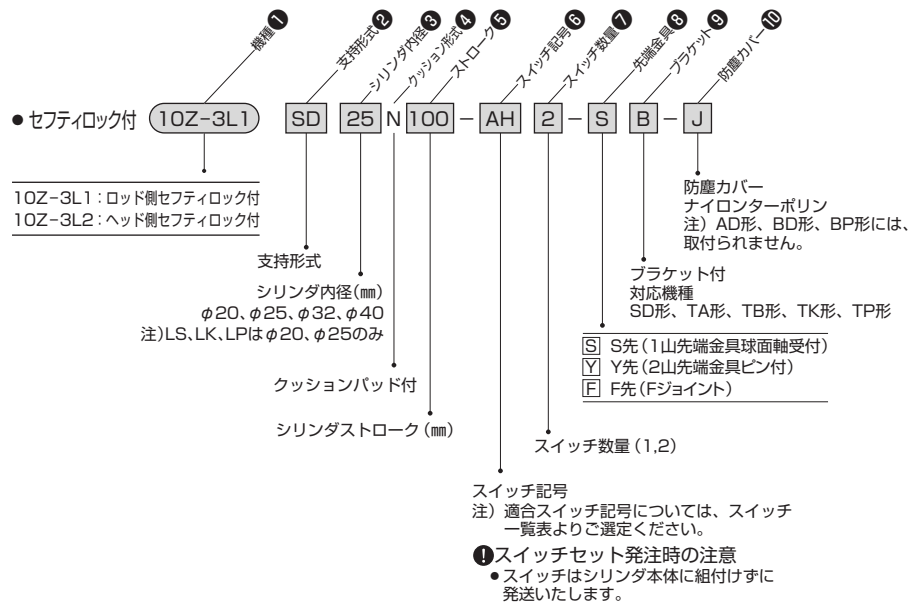 機種❶
支持形式❷
シリンダ内径❸
クッション形式❹
ストローク❺
スイッチ記号❻
スイッチ数量❼
先端金具❽
ブラケット❾
防塵カバー❿
● セフティロック付 10Z-3L1 SD 25 N 100 - AH 2 - S B - J
10Z-3L1：ロッド側セフティロック付
10Z-3L2：ヘッド側セフティロック付
防塵カバー
ナイロンターポリン
注）AD形、BD形、BP形には、
取付られません。
支持形式
ブラケット付
対応機種
SD形、TA形、TB形、TK形、TP形
シリンダ内径(㎜)
φ20、φ25、φ32、φ40
注)LS、LK、LPはφ20、φ25のみ
S S先(1山先端金具球面軸受付)
Y Y先(2山先端金具ピン付)
F F先(Fジョイント)
クッションパッド付
シリンダストローク(㎜)
スイッチ数量(1,2)
スイッチ記号
注）適合スイッチ記号については、スイッチ
一覧表よりご選定ください。
❗スイッチセット発注時の注意
●スイッチはシリンダ本体に組付けずに
発送いたします。